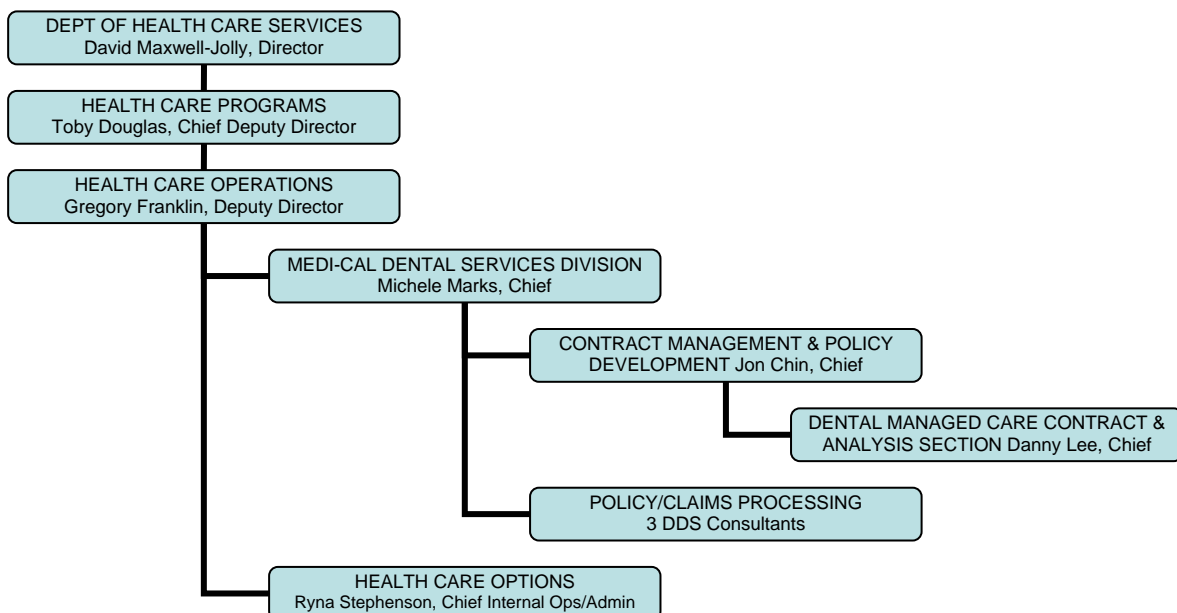 DEPT OF HEALTH CARE SERVICES
David Maxwell-Jolly, Director
HEALTH CARE PROGRAMS
Toby Douglas, Chief Deputy Director
HEALTH CARE OPERATIONS
Gregory Franklin, Deputy Director
MEDI-CAL DENTAL SERVICES DIVISION
Michele Marks, Chief
CONTRACT MANAGEMENT & POLICY
DEVELOPMENT Jon Chin, Chief
DENTAL MANAGED CARE CONTRACT &
ANALYSIS SECTION Danny Lee, Chief
POLICY/CLAIMS PROCESSING
3 DDS Consultants
HEALTH CARE OPTIONS
Ryna Stephenson, Chief Internal Ops/Admin